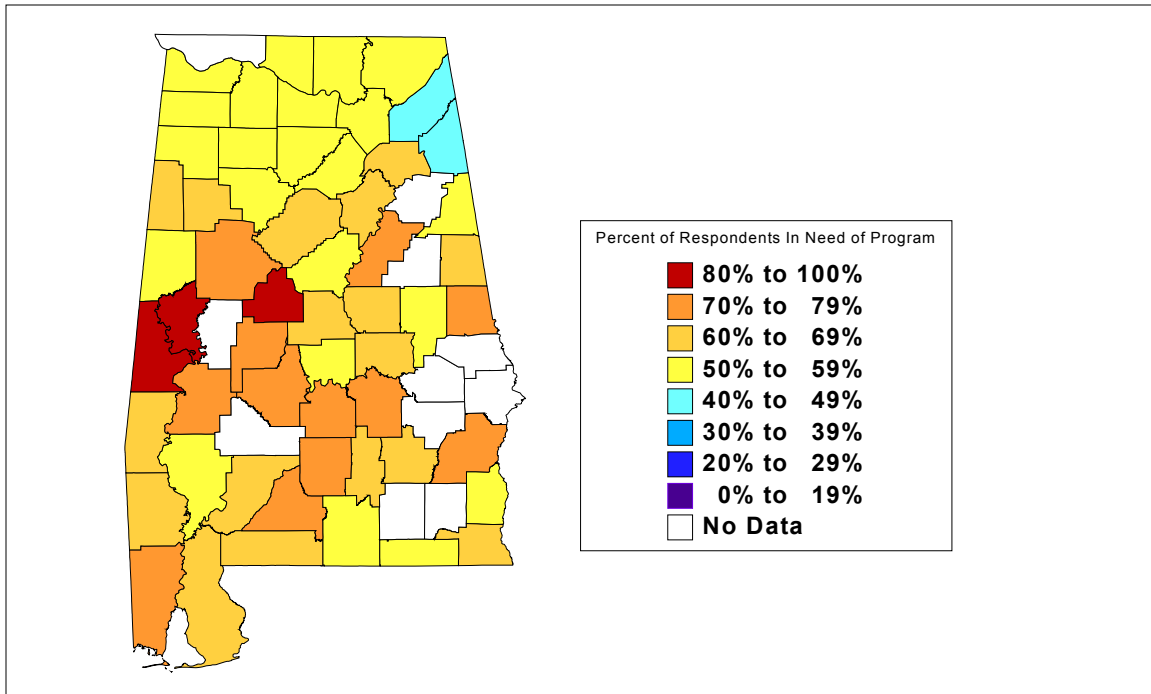 Percent of Respondents In Need of Program
80% to 100%
70% to 79%
60% to 69%
50% to 59%
40% to 49%
30% to 39%
20% to 29%
0% to 19%
No Data